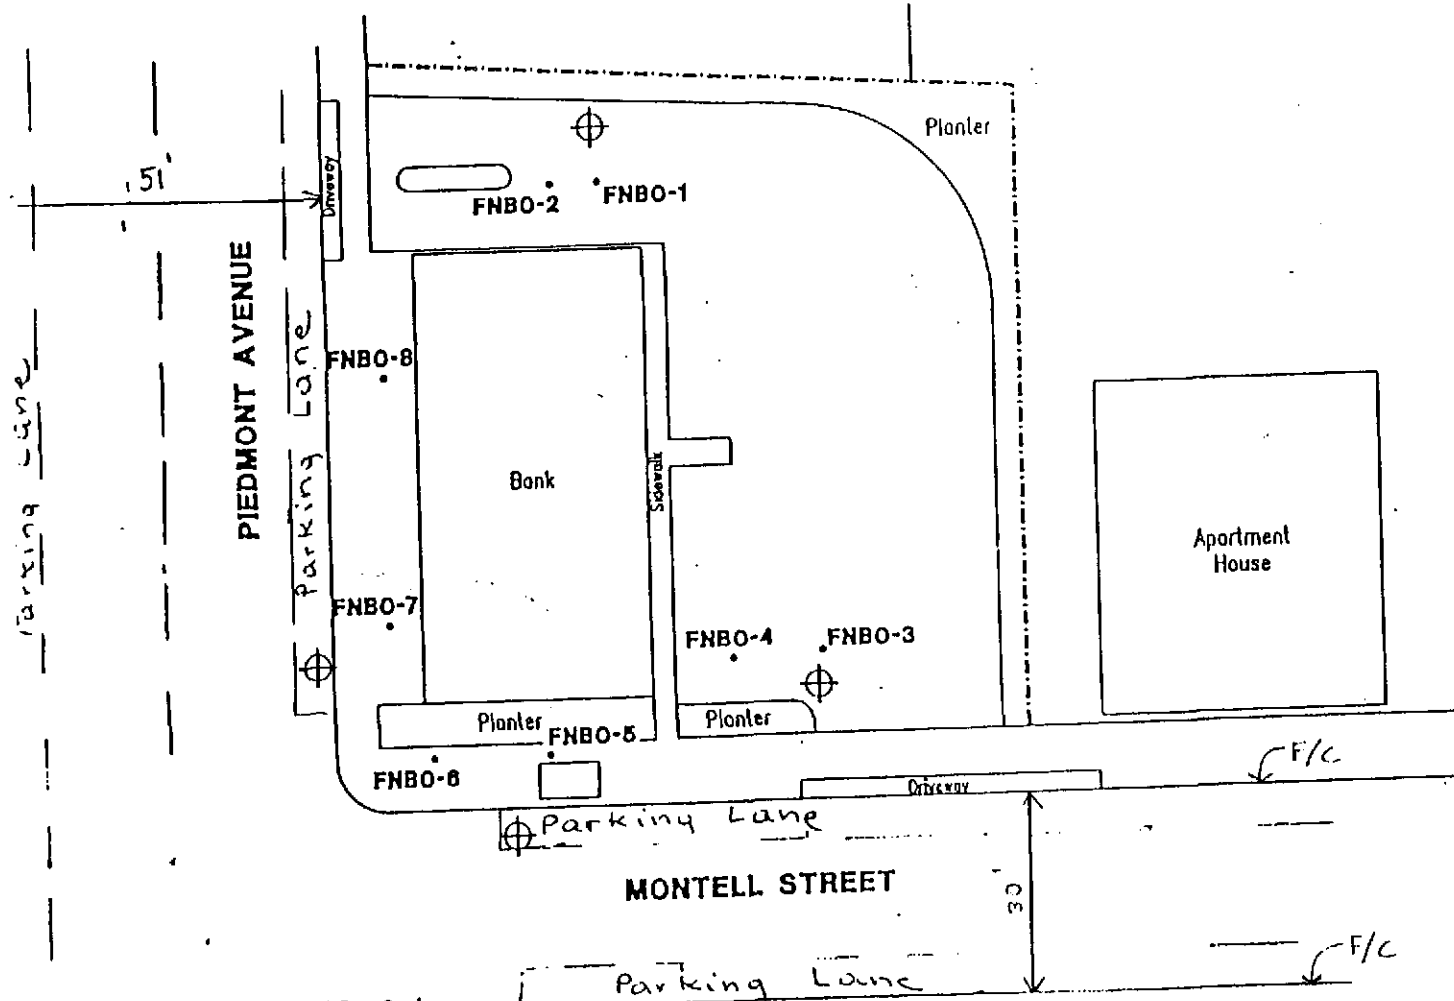 Planter
51'
Driveway
FNBO-2
FNBO-1
PIEDMONT AVENUE
Parking Lane
Parking Lane
FNBO-8
Bank
Sidewalk
Apartment
House
FNBO-7
FNBO-4
FNBO-3
Planter
Planter
FNBO-5
FNBO-6
Driveway
F/C
Parking Lane
MONTELL STREET
30'
F/C
Parking Lane